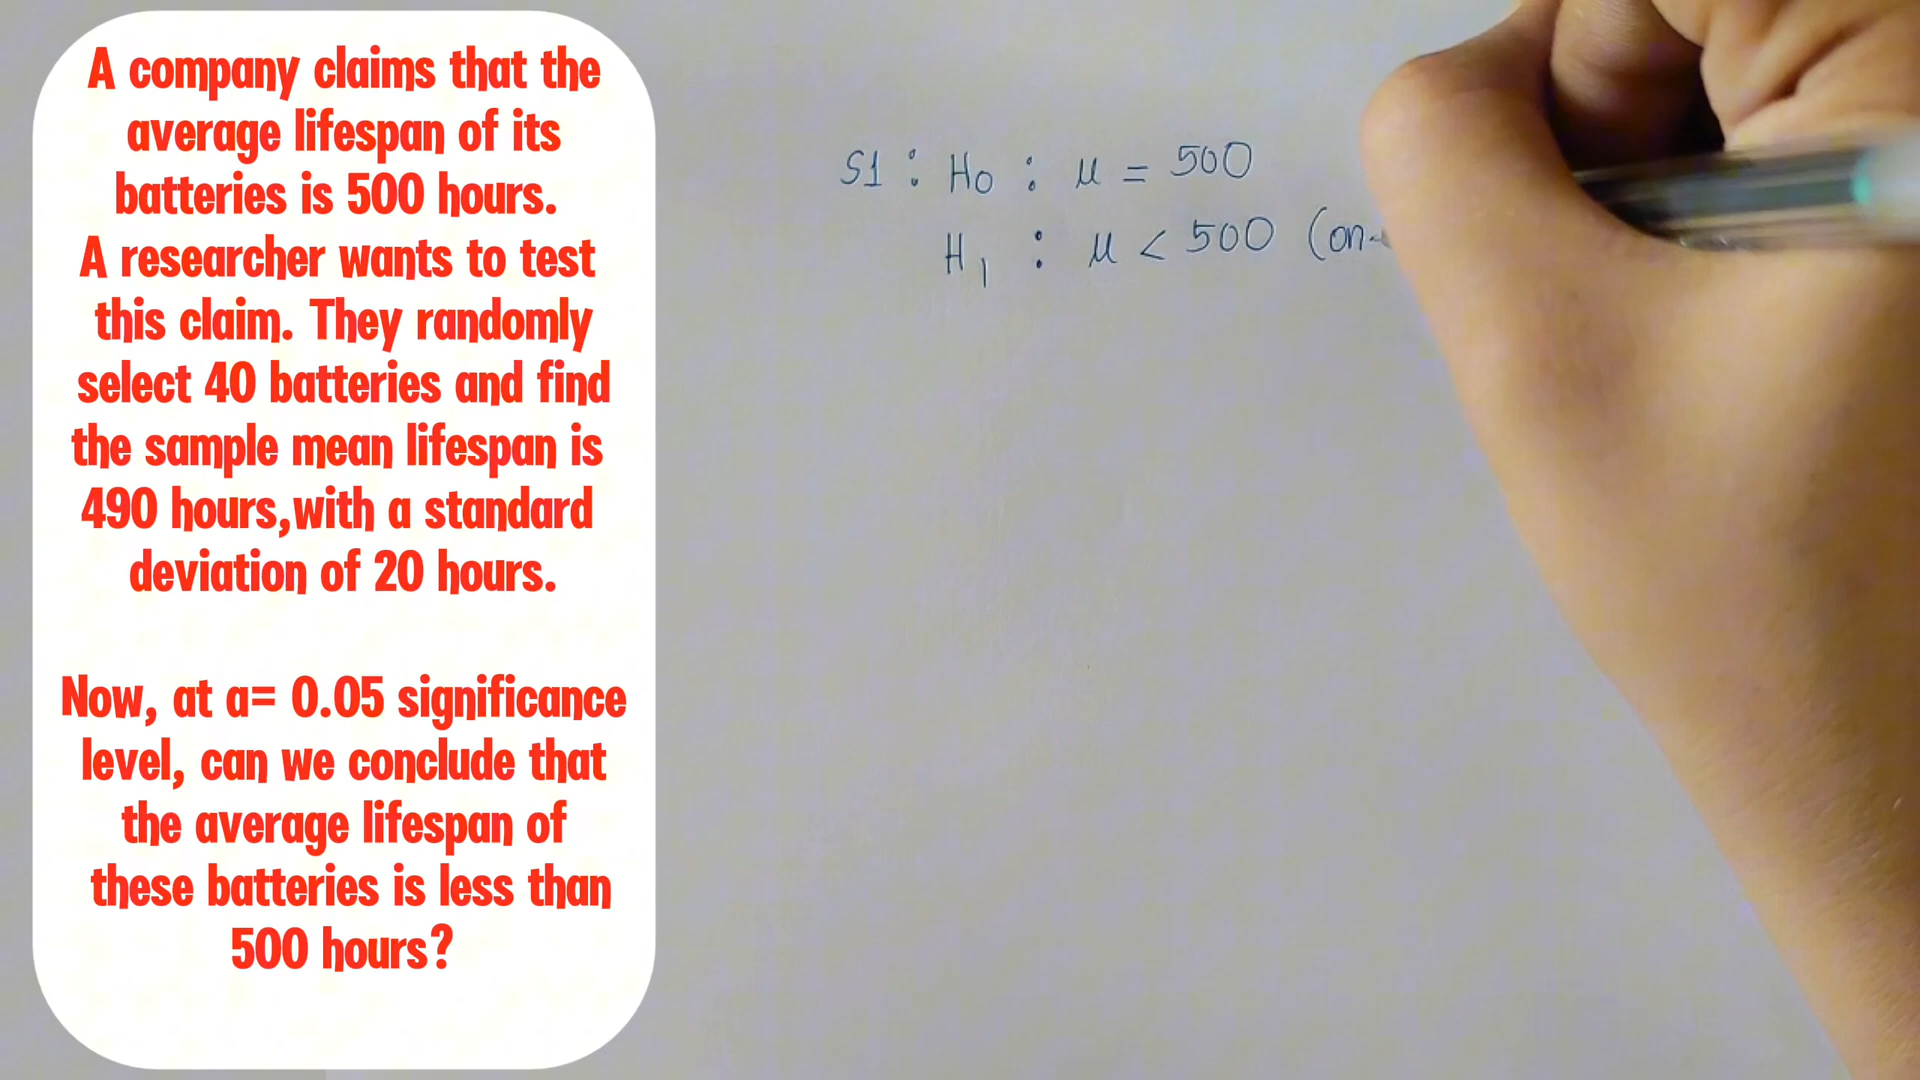 A company claims that the
average lifespan of its
batteries is 500 hours.
A researcher wants to test
this claim. They randomly
select 40 batteries and find
the sample mean lifespan is
490 hours,with a standard
deviation of 20 hours.
Now, at a= 0.05 significance
level, can we conclude that
the average lifespan of
these batteries is less than
500 hours?
S1 : H0 : μ = 500
H1 : μ < 500 (on-